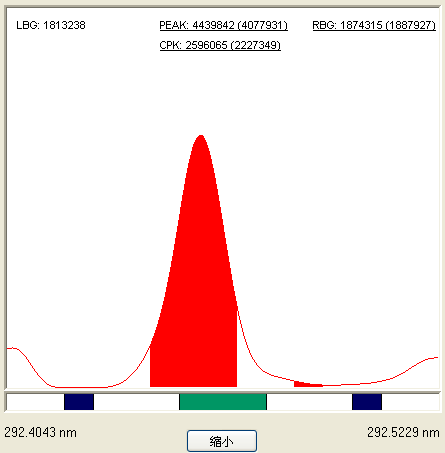 LBG: 1813238 PEAK: 4439842 (4077931) RBG: 1874315 (1887927)
CPK: 2596065 (2227349)
292.4043 nm 292.5229 nm
缩小